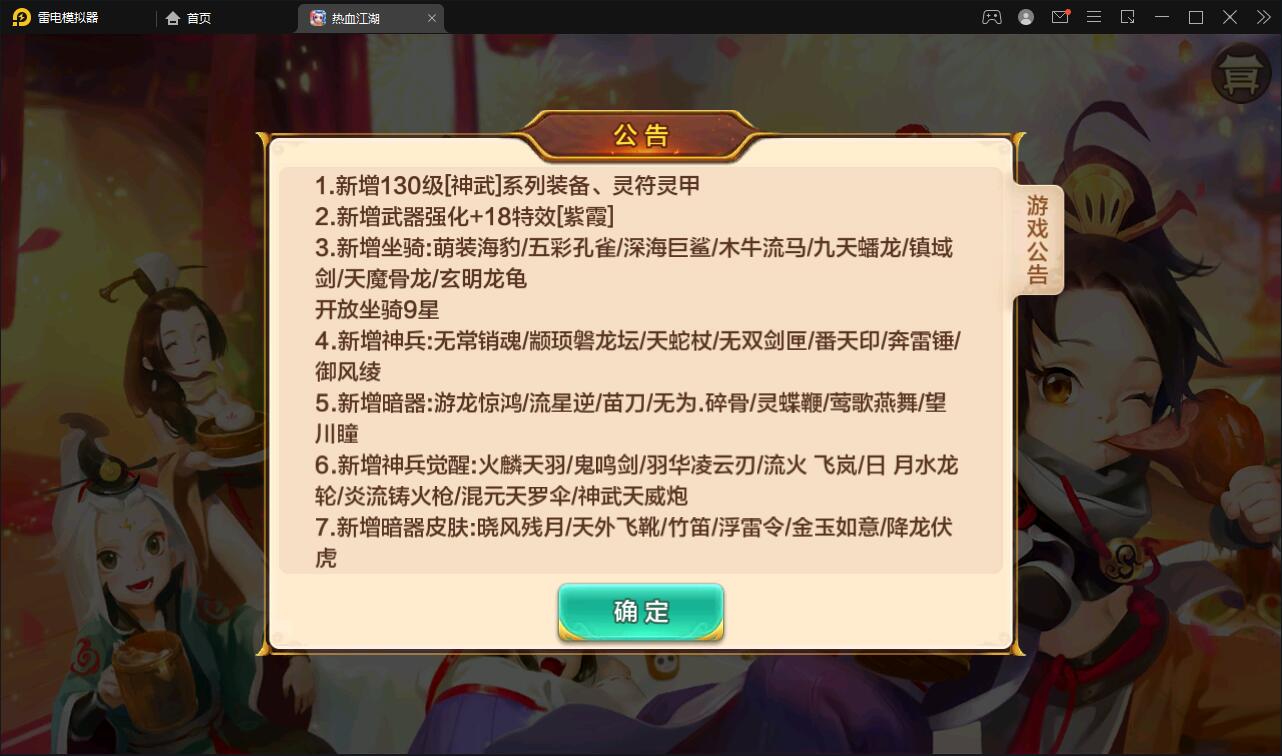 雷电模拟器
首页
热血江湖
公告
1.新增130级[神武]系列装备、灵符灵甲
2.新增武器强化+18特效[紫霞]
3.新增坐骑:萌装海豹/五彩孔雀/深海巨鲨/木牛流马/九天蟠龙/镇域
剑/天魔骨龙/玄明龙龟
开放坐骑9星
4.新增神兵:无常销魂/颛顼磐龙坛/天蛇杖/无双剑匣/番天印/奔雷锤/
御风绫
5.新增暗器:游龙惊鸿/流星逆/苗刀/无为.碎骨/灵蝶鞭/莺歌燕舞/望
川瞳
6.新增神兵觉醒:火麟天羽/鬼鸣剑/羽华凌云刃/流火 飞岚/日 月水龙
轮/炎流铸火枪/混元天罗伞/神武天威炮
7.新增暗器皮肤:晓风残月/天外飞靴/竹笛/浮雷令/金玉如意/降龙伏
虎
游戏公告
确定